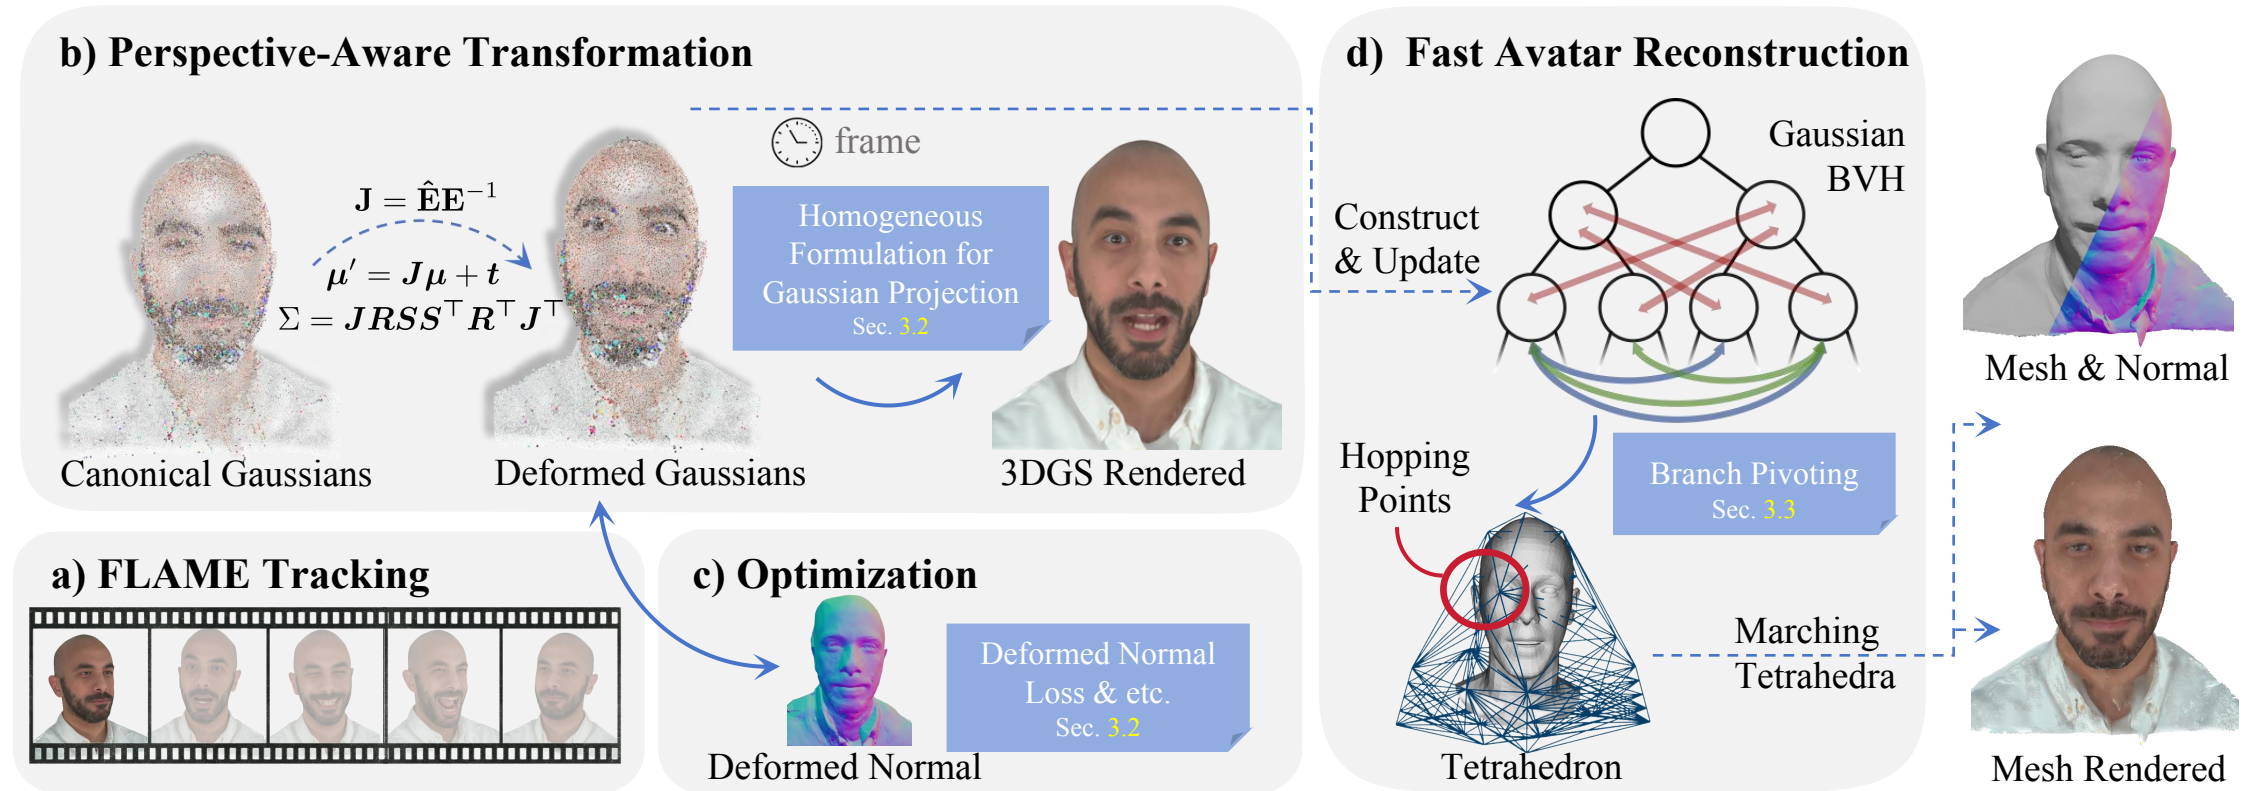 b) Perspective-Aware Transformation
frame
J = ÊE⁻¹
μ′ = Jμ + t
Σ = JRSS⊤R⊤J⊤
Homogeneous
Formulation for
Gaussian Projection
Sec. 3.2
Canonical Gaussians
Deformed Gaussians
3DGS Rendered
a) FLAME Tracking
c) Optimization
Deformed Normal
Loss & etc.
Sec. 3.2
Deformed Normal
d) Fast Avatar Reconstruction
Gaussian
BVH
Construct
& Update
Hopping
Points
Branch Pivoting
Sec. 3.3
Marching
Tetrahedra
Tetrahedron
Mesh & Normal
Mesh Rendered